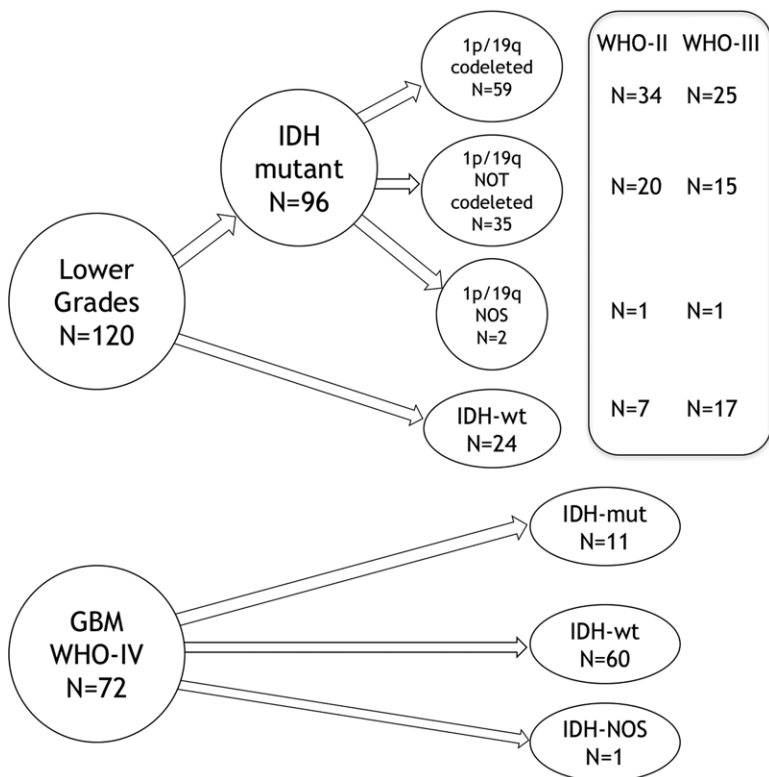 1p/19q
codeleted
N=59
WHO-II WHO-III
N=34 N=25
IDH
mutant
N=96
1p/19q
NOT
codeleted
N=35
N=20 N=15
Lower
Grades
N=120
1p/19q
NOS
N=2
N=1 N=1
IDH-wt
N=24
N=7 N=17
GBM
WHO-IV
N=72
IDH-mut
N=11
IDH-wt
N=60
IDH-NOS
N=1